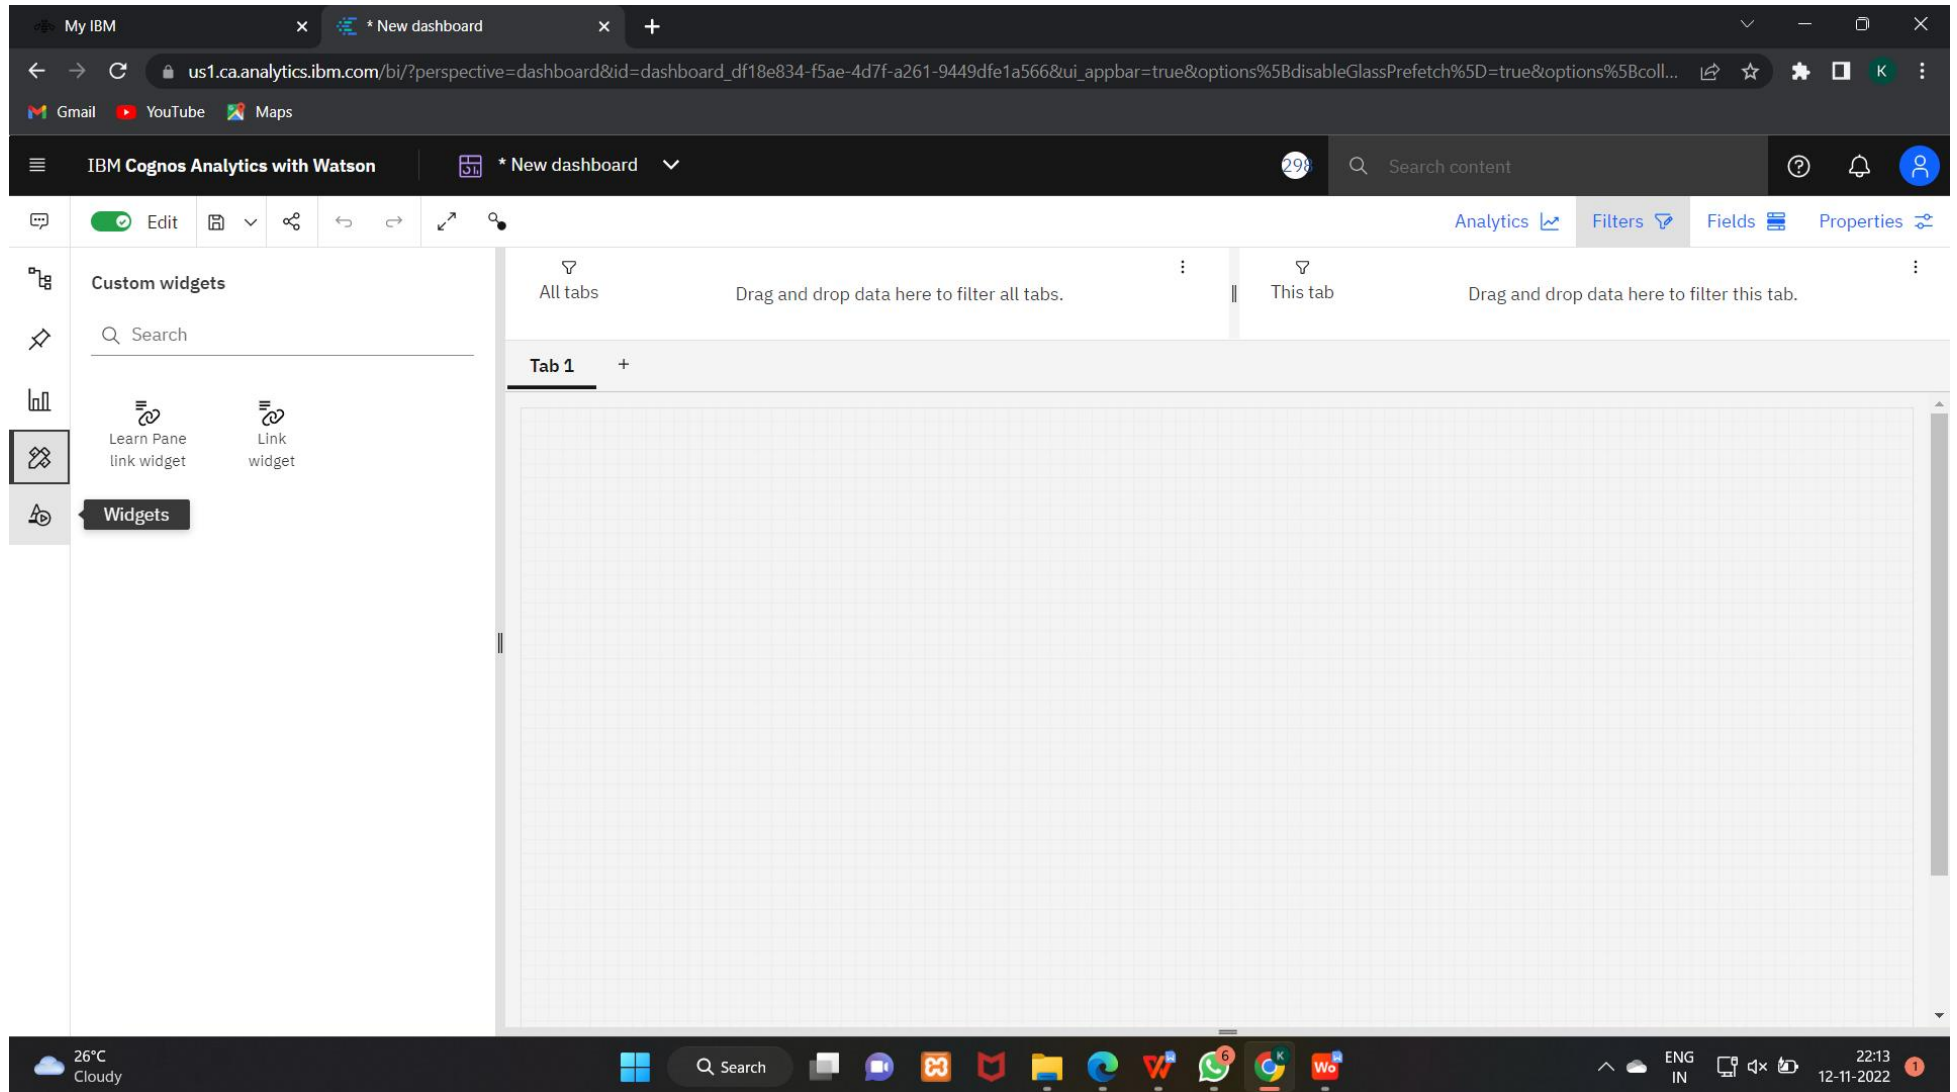 My IBM
* New dashboard
us1.ca.analytics.ibm.com/bi/?perspective=dashboard&id=dashboard_df18e834-f5ae-4d7f-a261-9449dfe1a566&ui_appbar=true&options%5BdisableGlassPrefetch%5D=true&options%5Bcoll...
K
Gmail
YouTube
Maps
IBM Cognos Analytics with Watson
* New dashboard
298
Search content
Edit
Analytics
Filters
Fields
Properties
Custom widgets
Search
All tabs
Drag and drop data here to filter all tabs.
This tab
Drag and drop data here to filter this tab.
Tab 1
Learn Pane
link widget
Link
widget
Widgets
26°C
Cloudy
Search
6
K
Wo
ENG
IN
22:13
12-11-2022
1